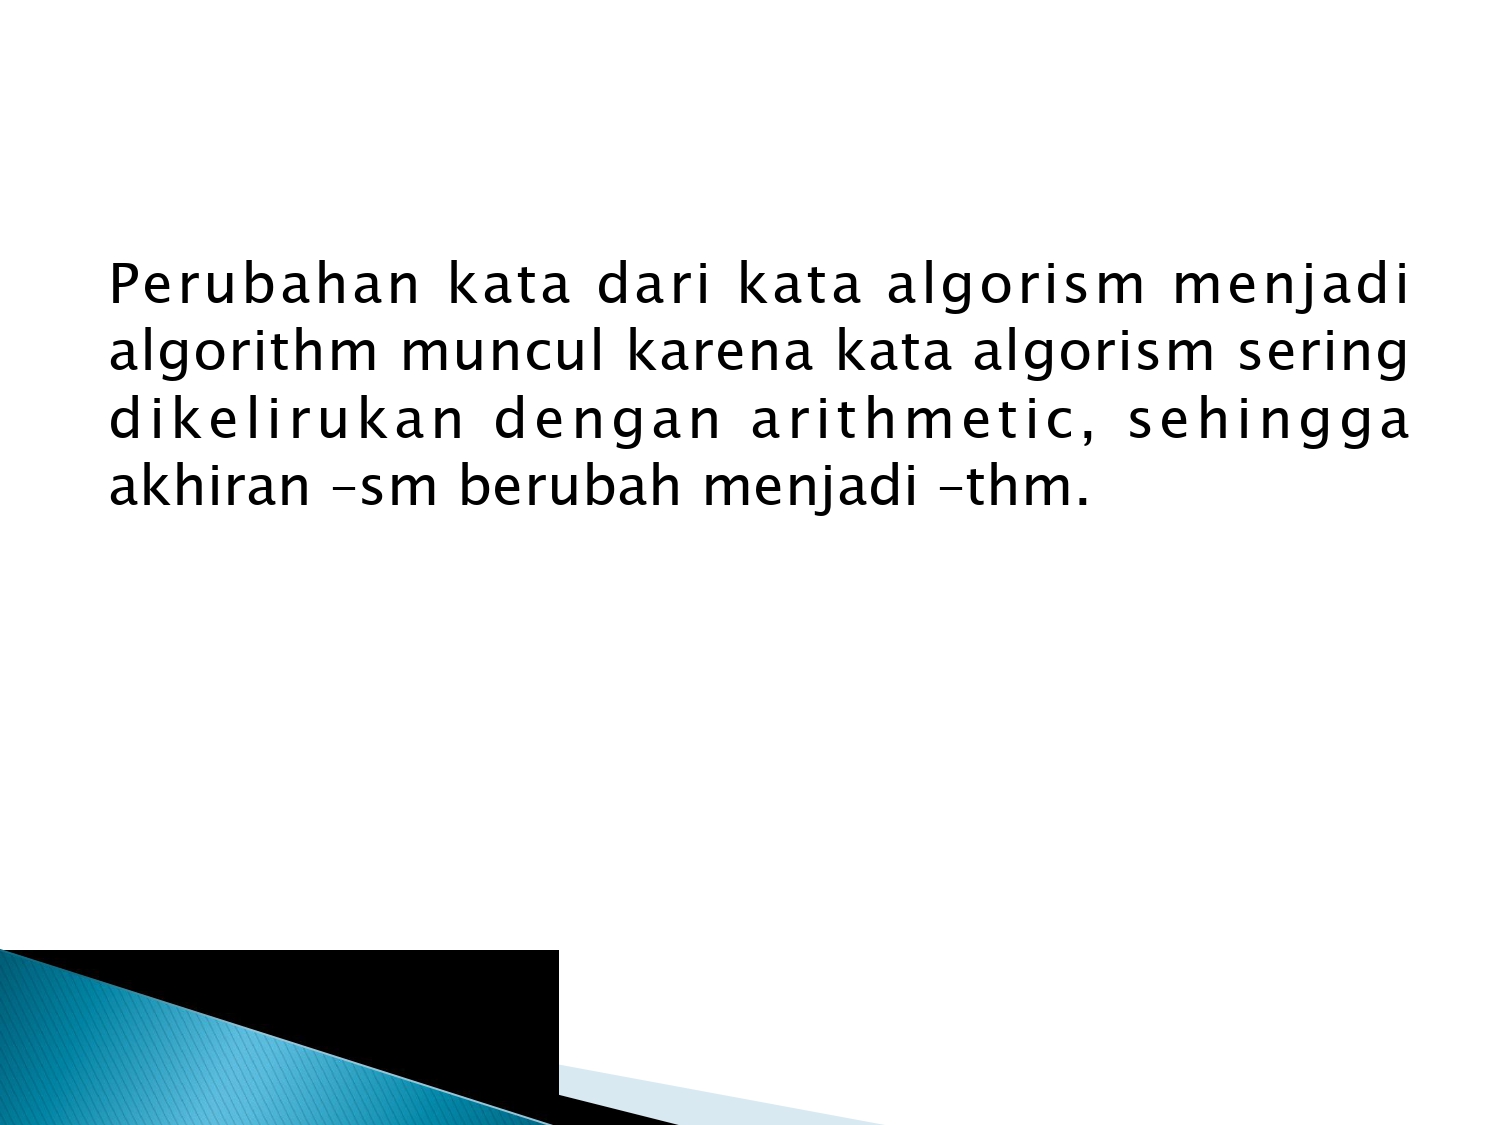 Perubahan kata dari kata algorism menjadi
algorithm muncul karena kata algorism sering
dikelirukan dengan arithmetic, sehingga
akhiran –sm berubah menjadi –thm.